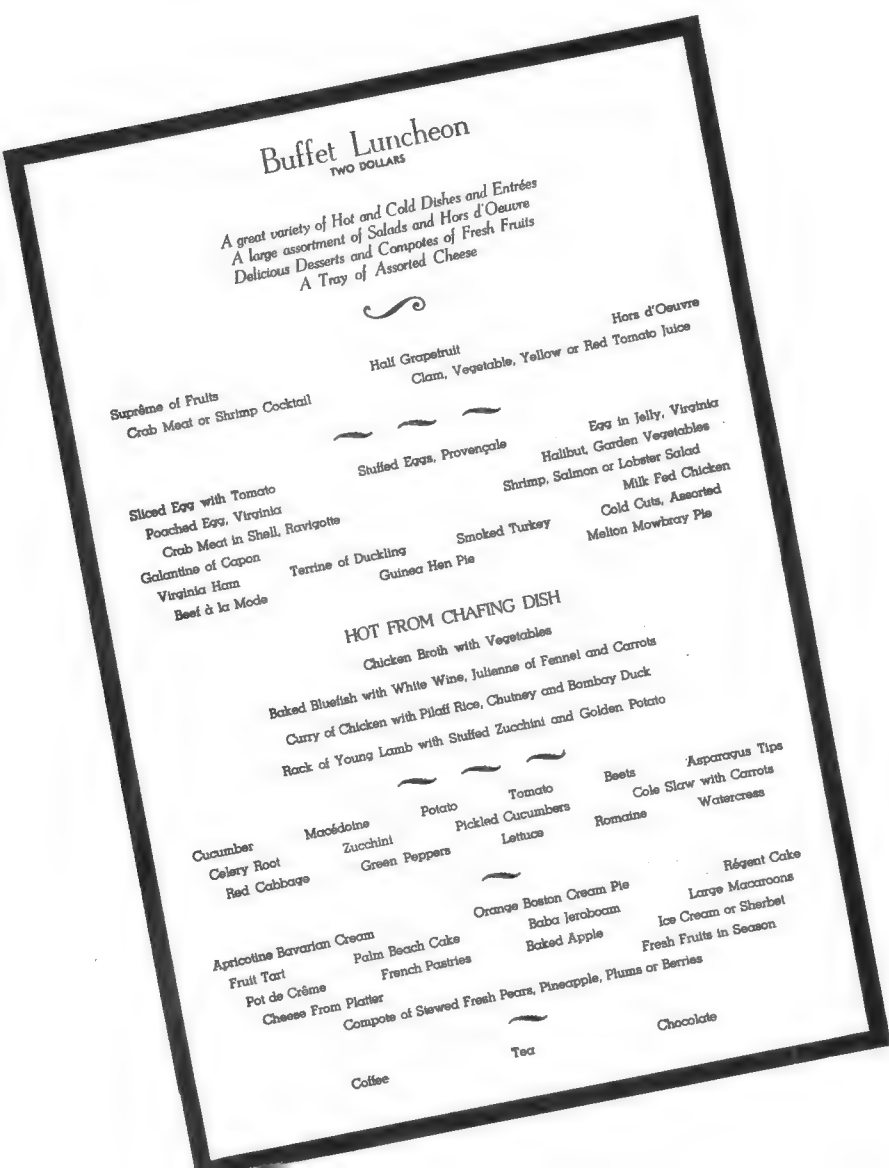 Buffet Luncheon
TWO DOLLARS
A great variety of Hot and Cold Dishes and Entrées
A large assortment of Salads and Hors d'Oeuvre
Delicious Desserts and Compotes of Fresh Fruits
A Tray of Assorted Cheese
Suprême of Fruits Half Grapefruit Hors d'Oeuvre
Crab Meat or Shrimp Cocktail Clam, Vegetable, Yellow or Red Tomato Juice
Sliced Egg with Tomato Stuffed Eggs, Provençale Egg in Jelly, Virginia
Poached Egg, Virginia Halibut, Garden Vegetables
Crab Meat in Shell, Ravigotte Shrimp, Salmon or Lobster Salad
Galantine of Capon Terrine of Duckling Smoked Turkey Milk Fed Chicken
Virginia Ham Guinea Hen Pie Cold Cuts, Assorted
Beef à la Mode Melton Mowbray Pie
HOT FROM CHAFING DISH
Chicken Broth with Vegetables
Baked Bluefish with White Wine, Julienne of Fennel and Carrots
Curry of Chicken with Pilaff Rice, Chutney and Bombay Duck
Rack of Young Lamb with Stuffed Zucchini and Golden Potato
Cucumber Macédoine Potato Tomato Beets Asparagus Tips
Celery Root Zucchini Pickled Cucumbers Cole Slaw with Carrots
Red Cabbage Green Peppers Lettuce Romaine Watercress
Apricotine Bavarian Cream Orange Boston Cream Pie Régent Cake
Fruit Tart Palm Beach Cake Baba Jeroboam Large Macaroons
Pot de Crême French Pastries Baked Apple Ice Cream or Sherbet
Cheese From Platter Fresh Fruits in Season
Compote of Stewed Fresh Pears, Pineapple, Plums or Berries
Coffee Tea Chocolate